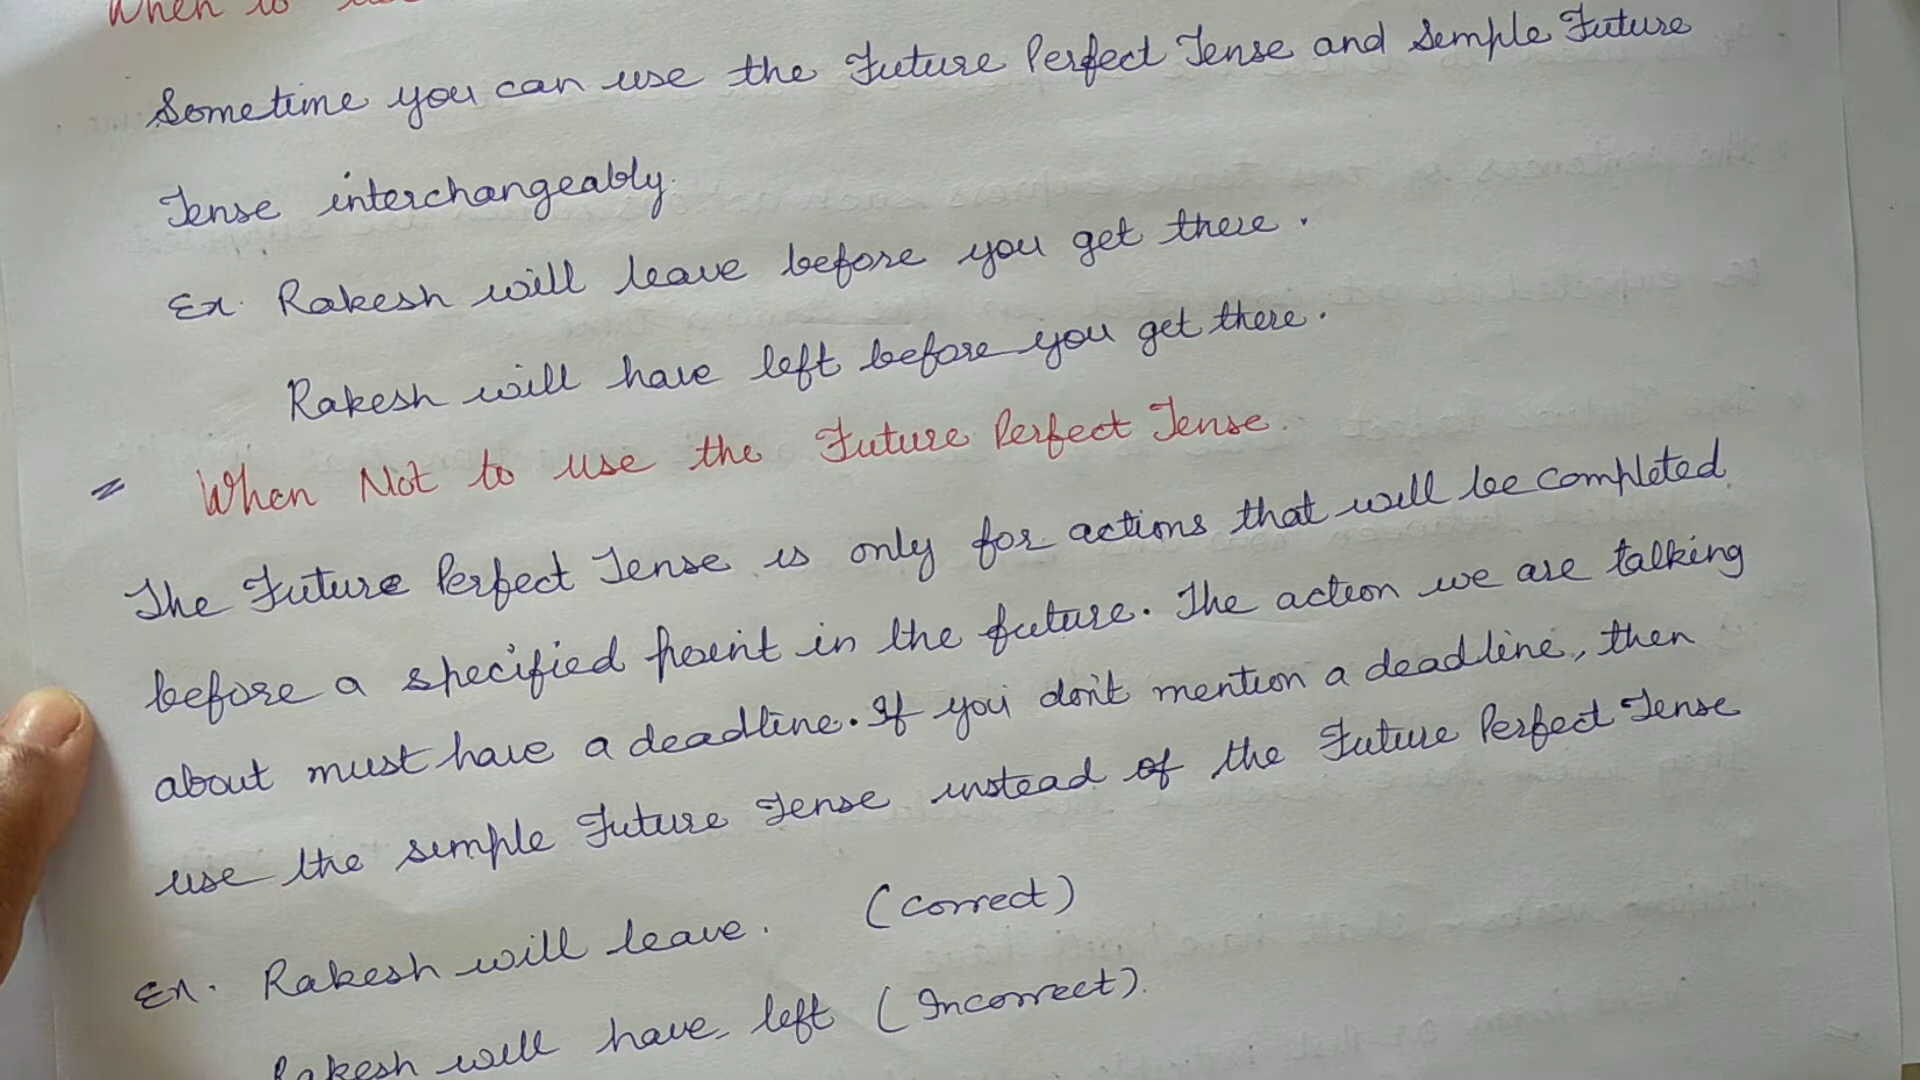 When to
Sometime you can use the Future Perfect Tense and Simple Future
Tense interchangeably.
Ex. Rakesh will leave before you get there.
Rakesh will have left before you get there.
= When Not to use the Future Perfect Tense.
The Future Perfect Tense is only for actions that will be completed
before a specified point in the future. The action we are talking
about must have a deadline. If you don't mention a deadline, then
use the simple Future Tense instead of the Future Perfect Tense
Ex. Rakesh will leave. (Correct)
Rakesh will have left (Incorrect).